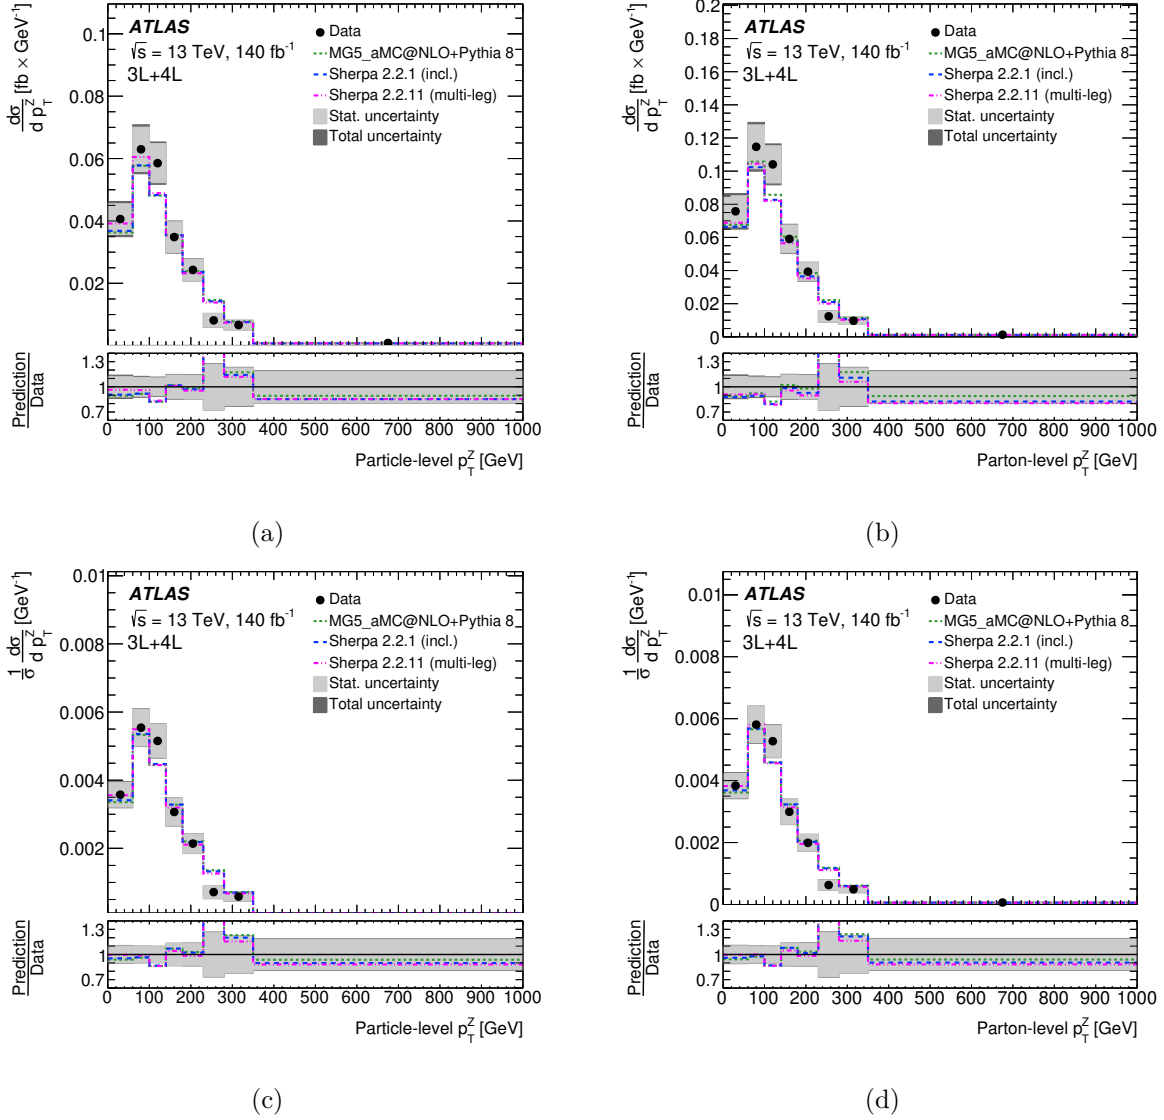 ATLAS
√s = 13 TeV, 140 fb⁻¹
3L+4L
Data
MG5_aMC@NLO+Pythia 8
Sherpa 2.2.1 (incl.)
Sherpa 2.2.11 (multi-leg)
Stat. uncertainty
Total uncertainty
dσ/d p_T^Z [fb × GeV⁻¹]
0.1
0.08
0.06
0.04
0.02
Prediction/Data
1.3
1
0.7
0 100 200 300 400 500 600 700 800 900 1000
Particle-level p_T^Z [GeV]
(a)
ATLAS
√s = 13 TeV, 140 fb⁻¹
3L+4L
Data
MG5_aMC@NLO+Pythia 8
Sherpa 2.2.1 (incl.)
Sherpa 2.2.11 (multi-leg)
Stat. uncertainty
Total uncertainty
dσ/d p_T^Z [fb × GeV⁻¹]
0.2
0.18
0.16
0.14
0.12
0.1
0.08
0.06
0.04
0.02
0
Prediction/Data
1.3
1
0.7
0 100 200 300 400 500 600 700 800 900 1000
Parton-level p_T^Z [GeV]
(b)
ATLAS
√s = 13 TeV, 140 fb⁻¹
3L+4L
Data
MG5_aMC@NLO+Pythia 8
Sherpa 2.2.1 (incl.)
Sherpa 2.2.11 (multi-leg)
Stat. uncertainty
Total uncertainty
1/σ dσ/d p_T^Z [GeV⁻¹]
0.01
0.008
0.006
0.004
0.002
Prediction/Data
1.3
1
0.7
0 100 200 300 400 500 600 700 800 900 1000
Particle-level p_T^Z [GeV]
(c)
ATLAS
√s = 13 TeV, 140 fb⁻¹
3L+4L
Data
MG5_aMC@NLO+Pythia 8
Sherpa 2.2.1 (incl.)
Sherpa 2.2.11 (multi-leg)
Stat. uncertainty
Total uncertainty
1/σ dσ/d p_T^Z [GeV⁻¹]
0.01
0.008
0.006
0.004
0.002
0
Prediction/Data
1.3
1
0.7
0 100 200 300 400 500 600 700 800 900 1000
Parton-level p_T^Z [GeV]
(d)